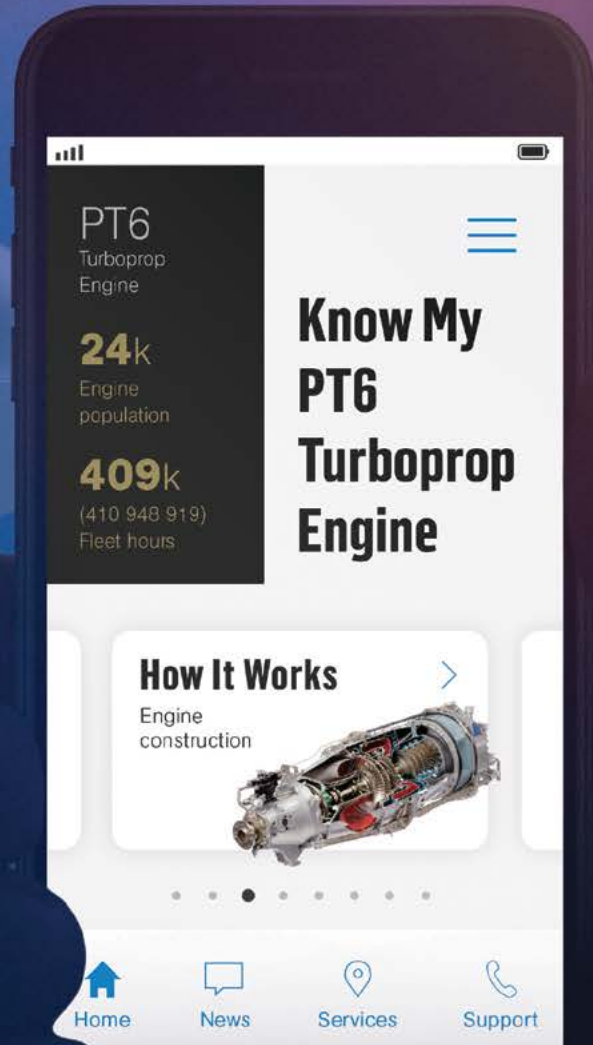 PT6
Turboprop
Engine
24k
Engine
population
409k
(410 948 919)
Fleet hours
Know My
PT6
Turboprop
Engine
How It Works
Engine
construction
Home
News
Services
Support